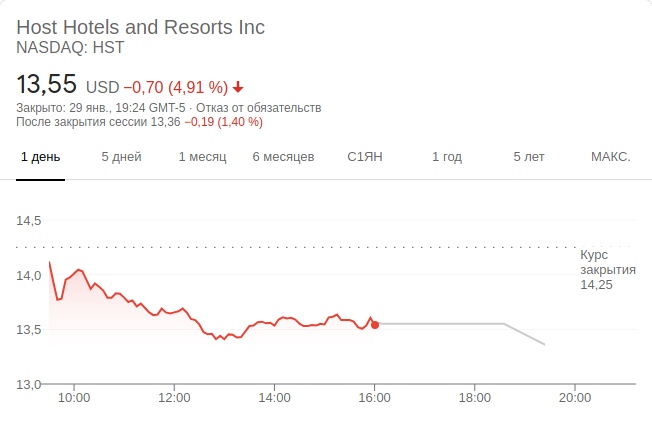 Host Hotels and Resorts Inc
NASDAQ: HST
13,55 USD −0,70 (4,91 %)
Закрыто: 29 янв., 19:24 GMT-5 · Отказ от обязательств
После закрытия сессии 13,36 −0,19 (1,40 %)
1 день 5 дней 1 месяц 6 месяцев С1ЯН 1 год 5 лет МАКС.
14,5
Курс
закрытия
14,25
14,0
13,5
13,0
10:00 12:00 14:00 16:00 18:00 20:00